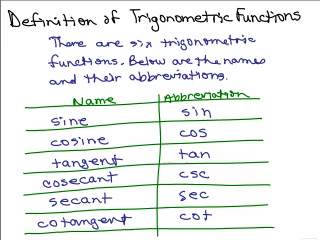 Definition of Trigonometric Functions
There are six trigonometric
functions. Below are the names
and their abbreviations.
Name Abbreviation
sine sin
cosine cos
tangent tan
cosecant csc
secant sec
cotangent cot